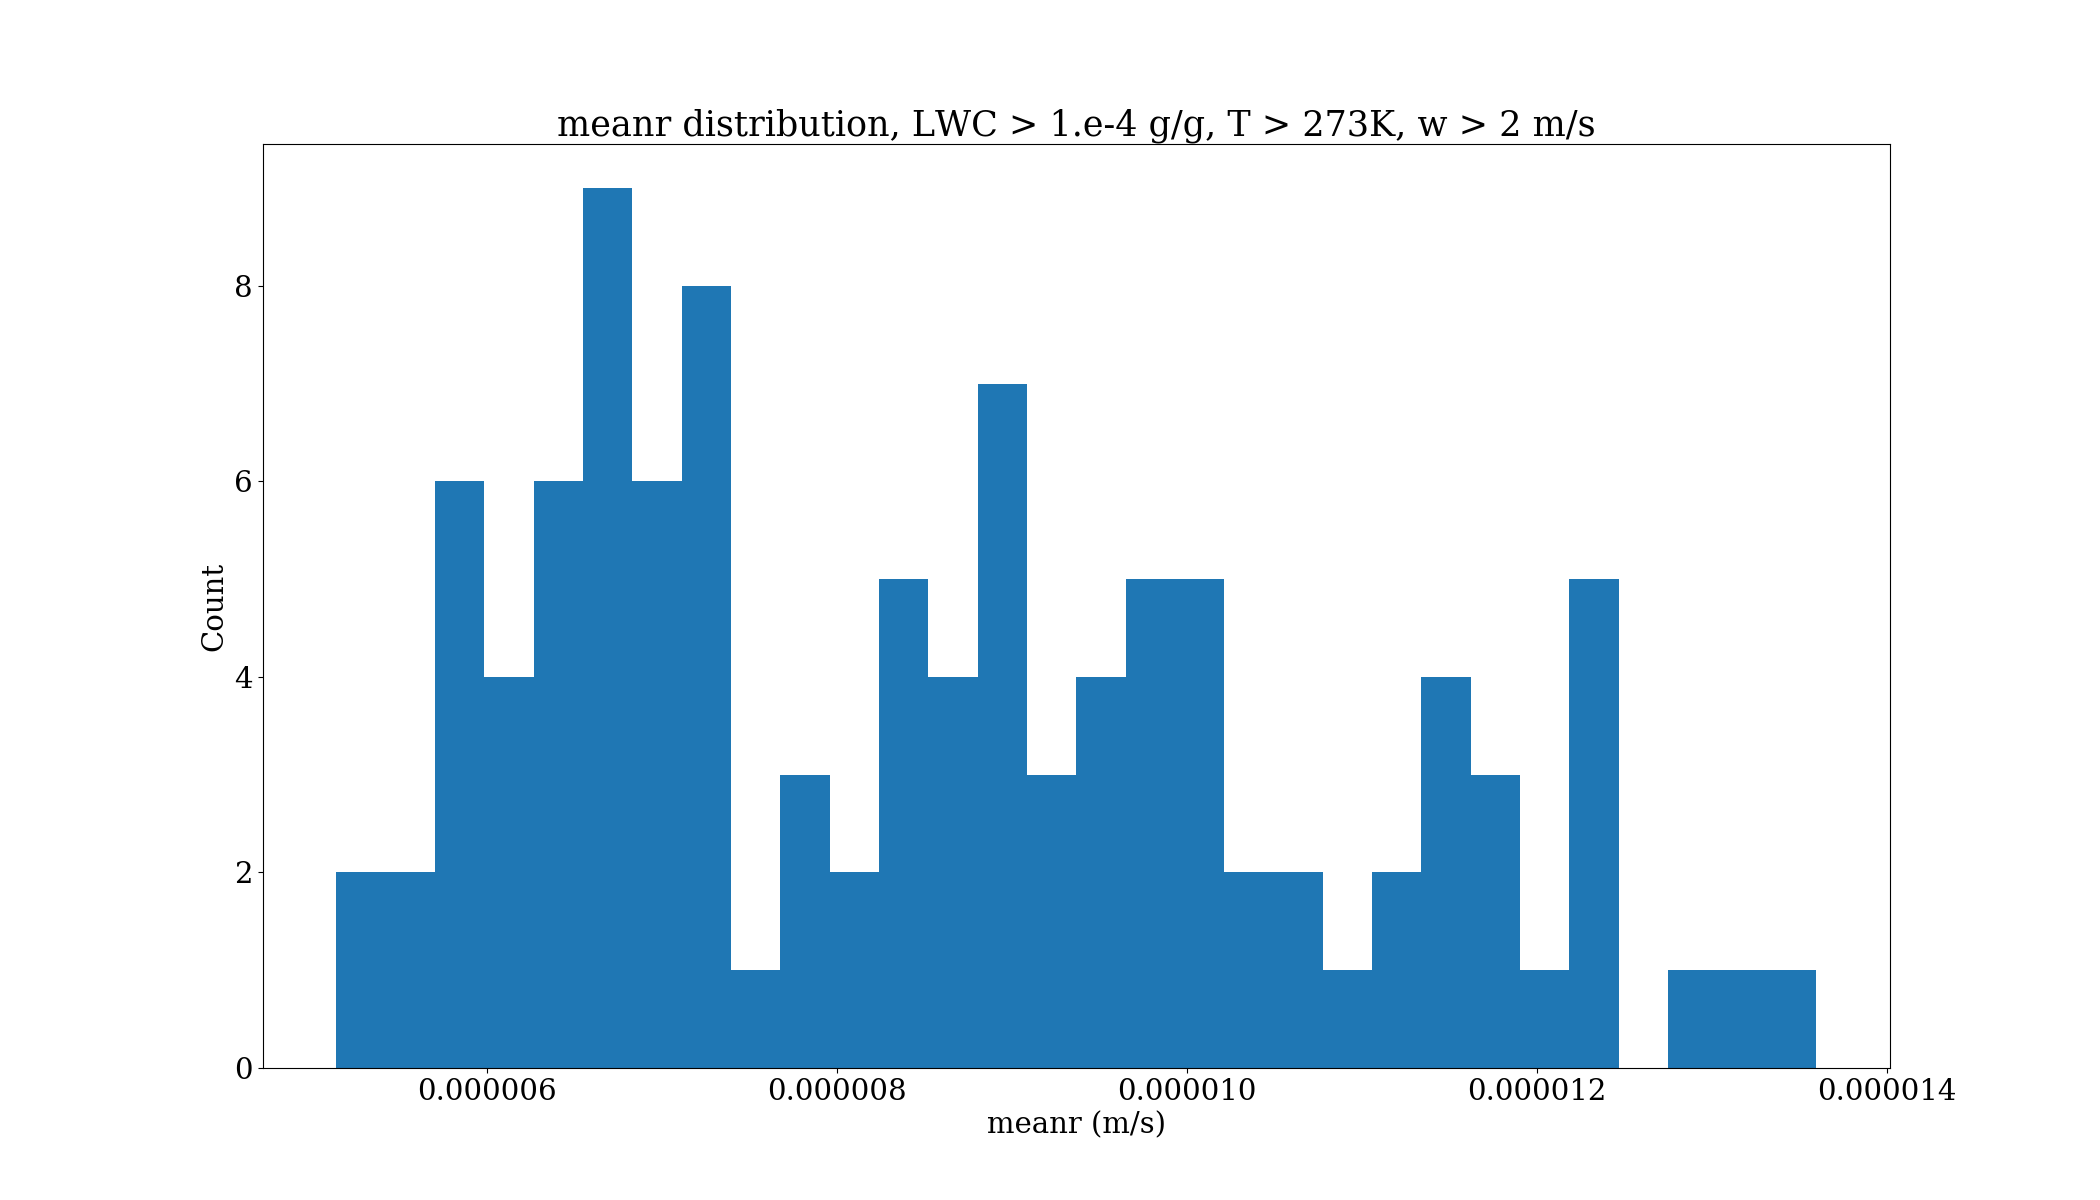 meanr distribution, LWC > 1.e-4 g/g, T > 273K, w > 2 m/s
8
6
4
2
0
Count
0.000006 0.000008 0.000010 0.000012 0.000014
meanr (m/s)